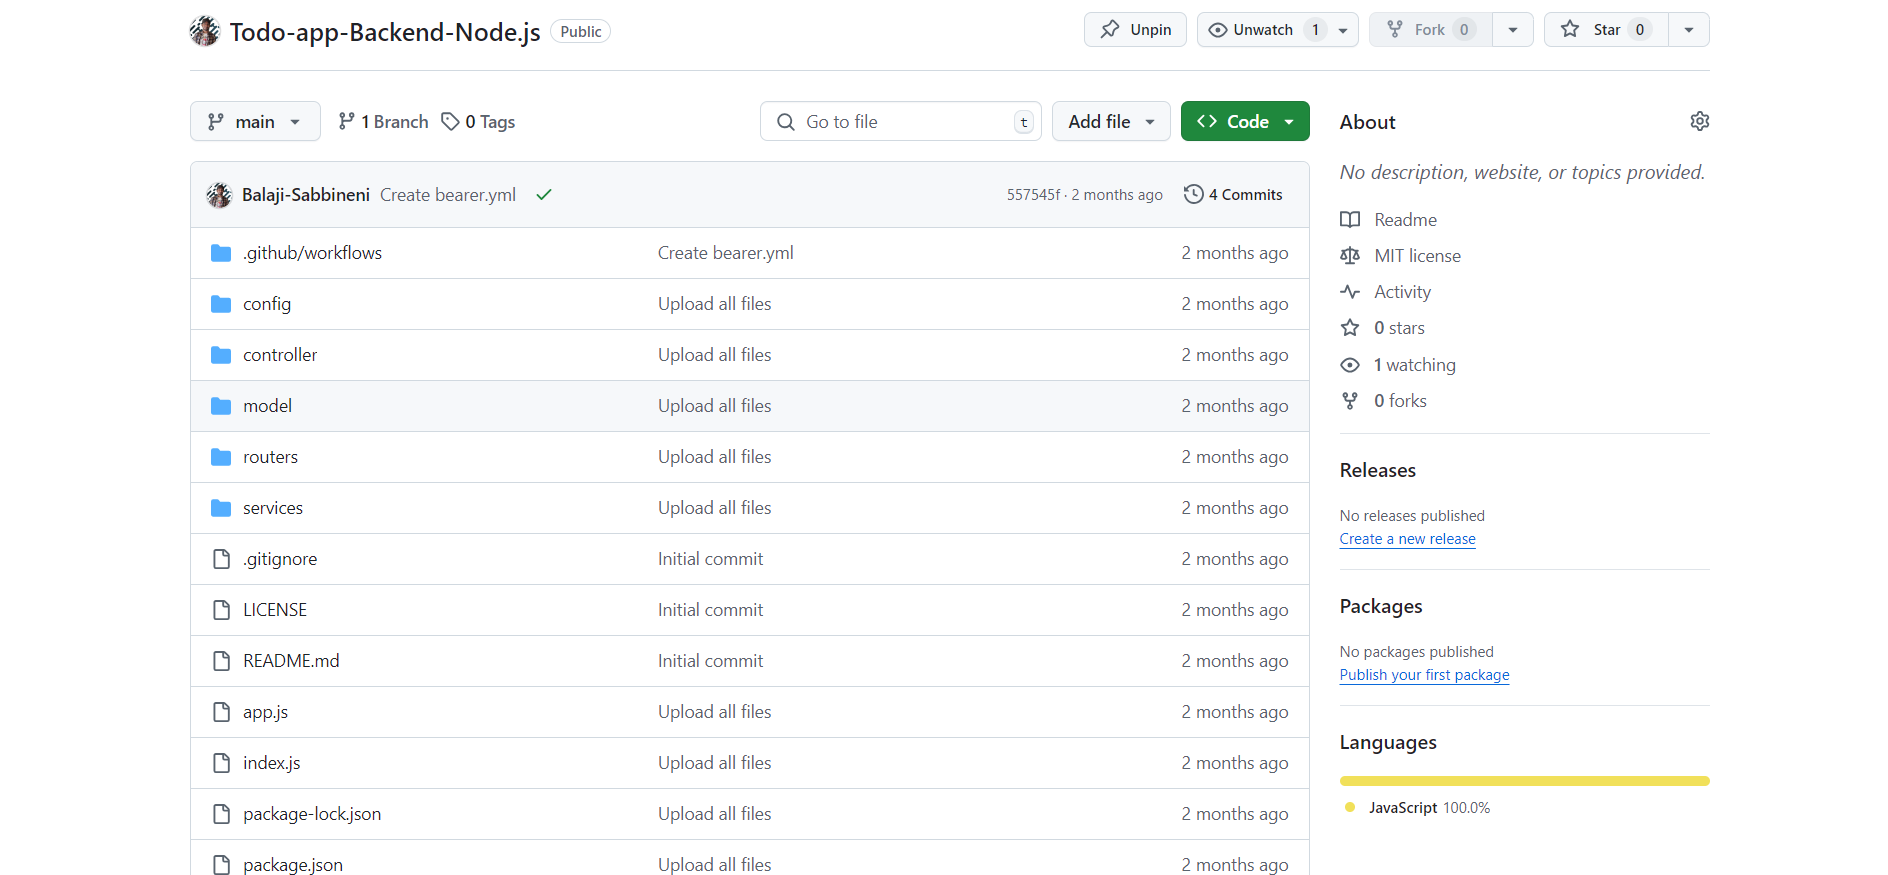 Todo-app-Backend-Node.js Public Unpin Unwatch 1 Fork 0 Star 0
main 1 Branch 0 Tags Go to file t Add file Code
Balaji-Sabbineni Create bearer.yml 557545f · 2 months ago 4 Commits
.github/workflows Create bearer.yml 2 months ago
config Upload all files 2 months ago
controller Upload all files 2 months ago
model Upload all files 2 months ago
routers Upload all files 2 months ago
services Upload all files 2 months ago
.gitignore Initial commit 2 months ago
LICENSE Initial commit 2 months ago
README.md Initial commit 2 months ago
app.js Upload all files 2 months ago
index.js Upload all files 2 months ago
package-lock.json Upload all files 2 months ago
package.json Upload all files 2 months ago
About
No description, website, or topics provided.
Readme
MIT license
Activity
0 stars
1 watching
0 forks
Releases
No releases published
Create a new release
Packages
No packages published
Publish your first package
Languages
JavaScript 100.0%